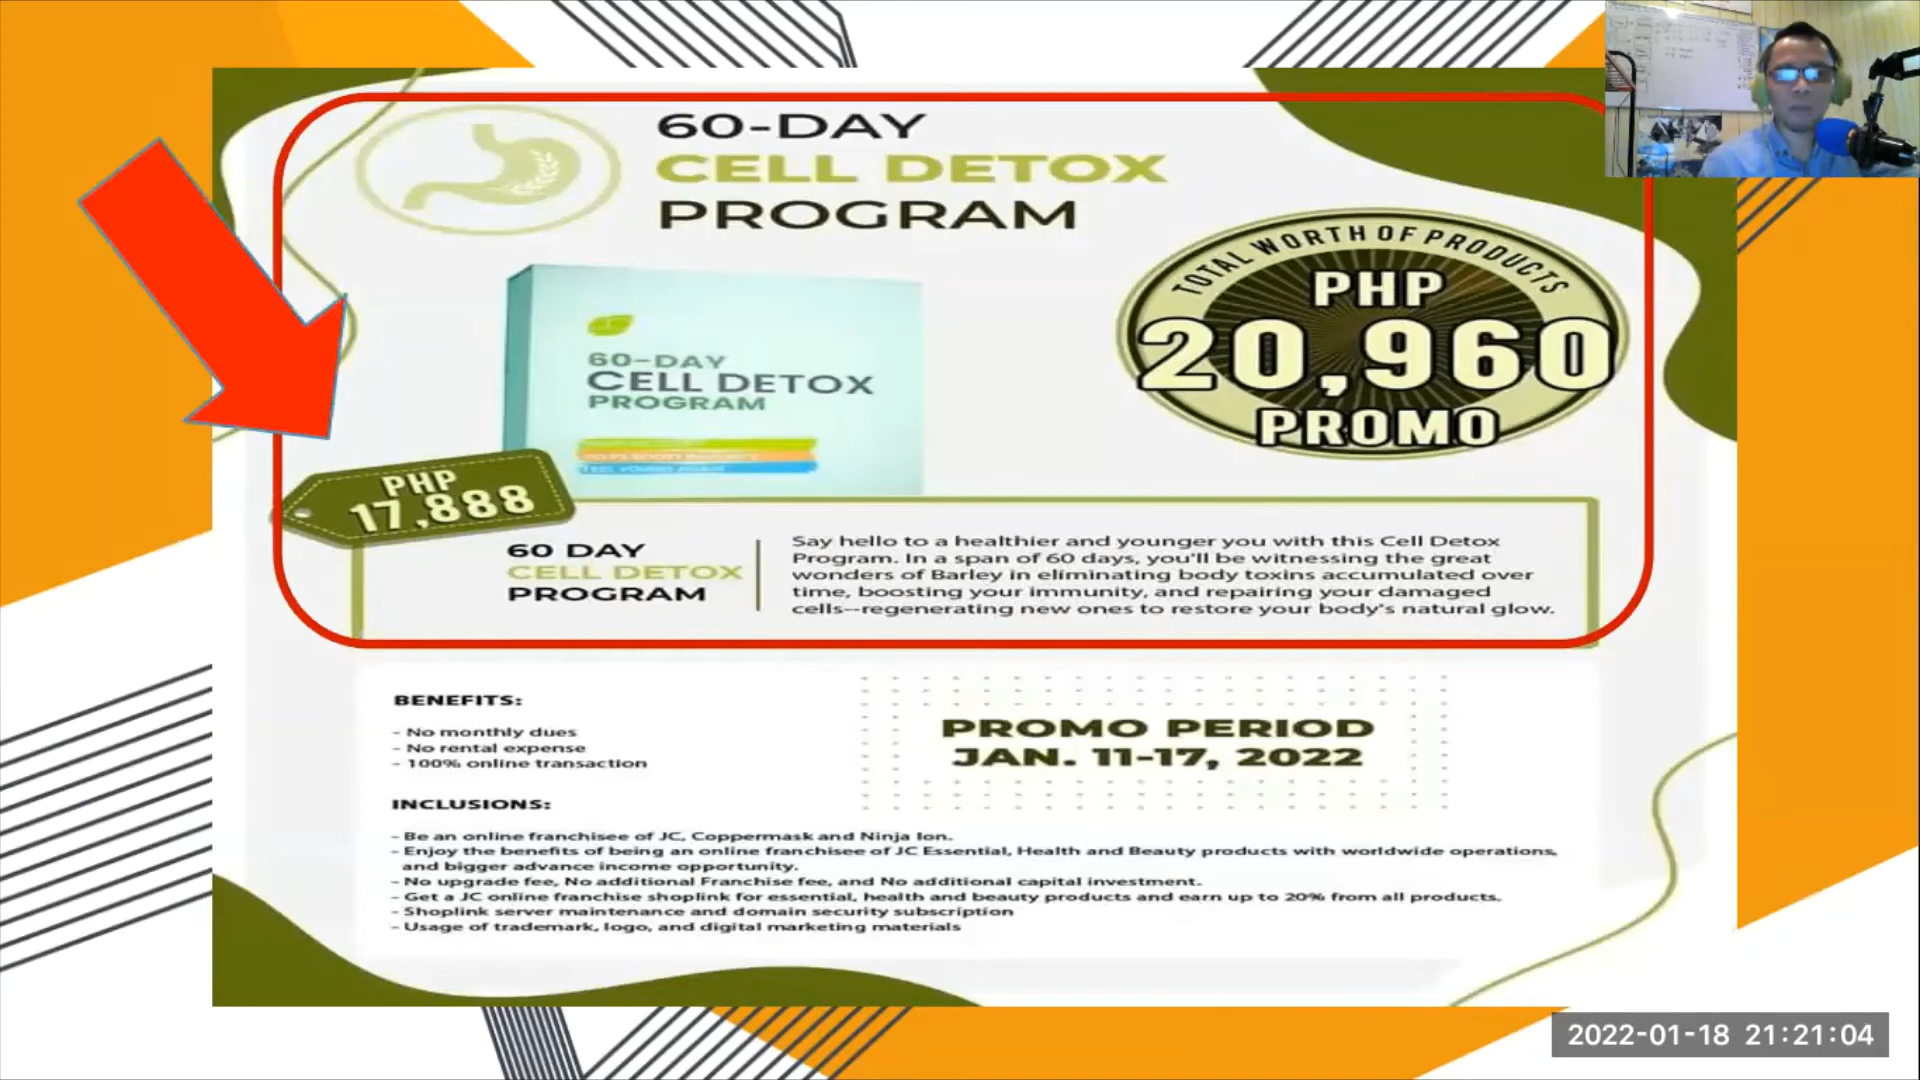 60-DAY
CELL DETOX
PROGRAM
TOTAL WORTH OF PRODUCTS
PHP
20,960
PROMO
60-DAY
CELL DETOX
PROGRAM
PHP
17,888
60 DAY
CELL DETOX
PROGRAM
Say hello to a healthier and younger you with this Cell Detox
Program. In a span of 60 days, you'll be witnessing the great
wonders of Barley in eliminating body toxins accumulated over
time, boosting your immunity, and repairing your damaged
cells--regenerating new ones to restore your body's natural glow.
BENEFITS:
- No monthly dues
- No rental expense
- 100% online transaction
PROMO PERIOD
JAN. 11-17, 2022
INCLUSIONS:
- Be an online franchisee of JC, Coppermask and Ninja Ion.
- Enjoy the benefits of being an online franchisee of JC Essential, Health and Beauty products with worldwide operations,
and bigger advance income opportunity.
- No upgrade fee, No additional Franchise fee, and No additional capital investment.
- Get a JC online franchise shoplink for essential, health and beauty products and earn up to 20% from all products.
- Shoplink server maintenance and domain security subscription
- Usage of trademark, logo, and digital marketing materials
2022-01-18 21:21:04